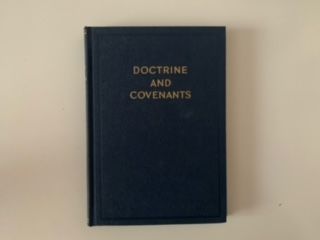 DOCTRINE
AND
COVENANTS